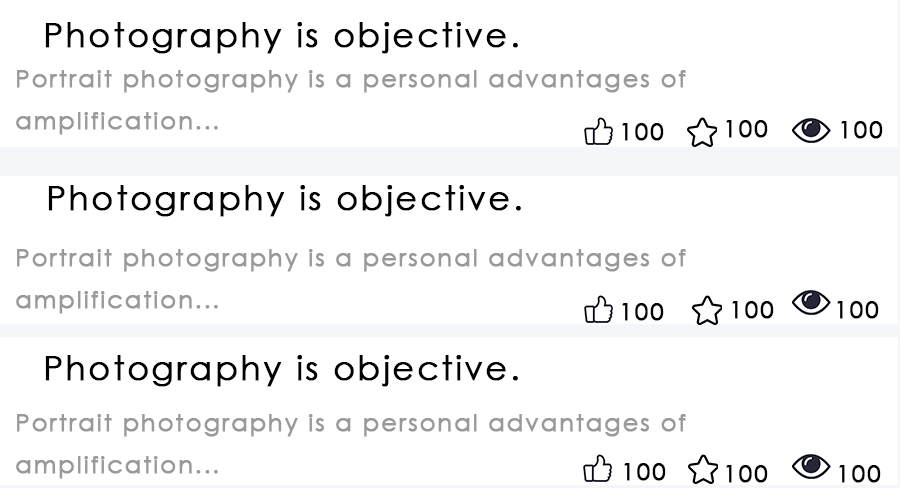 Photography is objective.
Portrait photography is a personal advantages of
amplification...
100 100 100
Photography is objective.
Portrait photography is a personal advantages of
amplification...
100 100 100
Photography is objective.
Portrait photography is a personal advantages of
amplification...
100 100 100